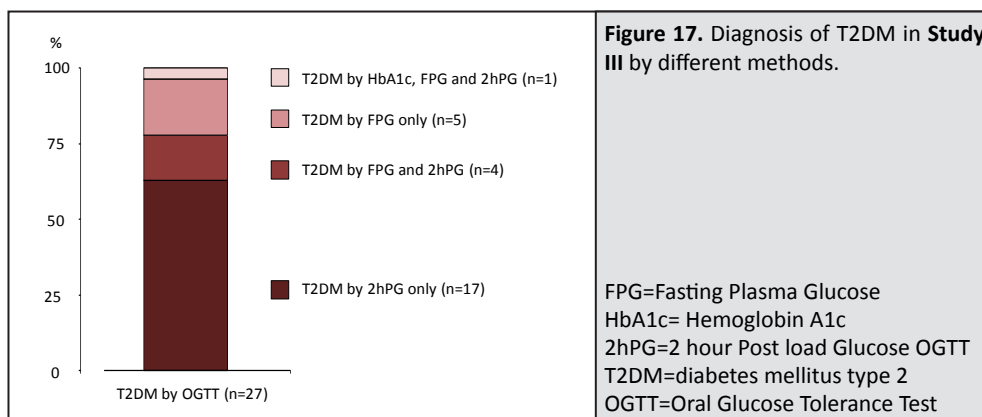 %
100
75
50
25
0
T2DM by HbA1c, FPG and 2hPG (n=1)
T2DM by FPG only (n=5)
T2DM by FPG and 2hPG (n=4)
T2DM by 2hPG only (n=17)
T2DM by OGTT (n=27)
Figure 17. Diagnosis of T2DM in Study
III by different methods.
FPG=Fasting Plasma Glucose
HbA1c= Hemoglobin A1c
2hPG=2 hour Post load Glucose OGTT
T2DM=diabetes mellitus type 2
OGTT=Oral Glucose Tolerance Test